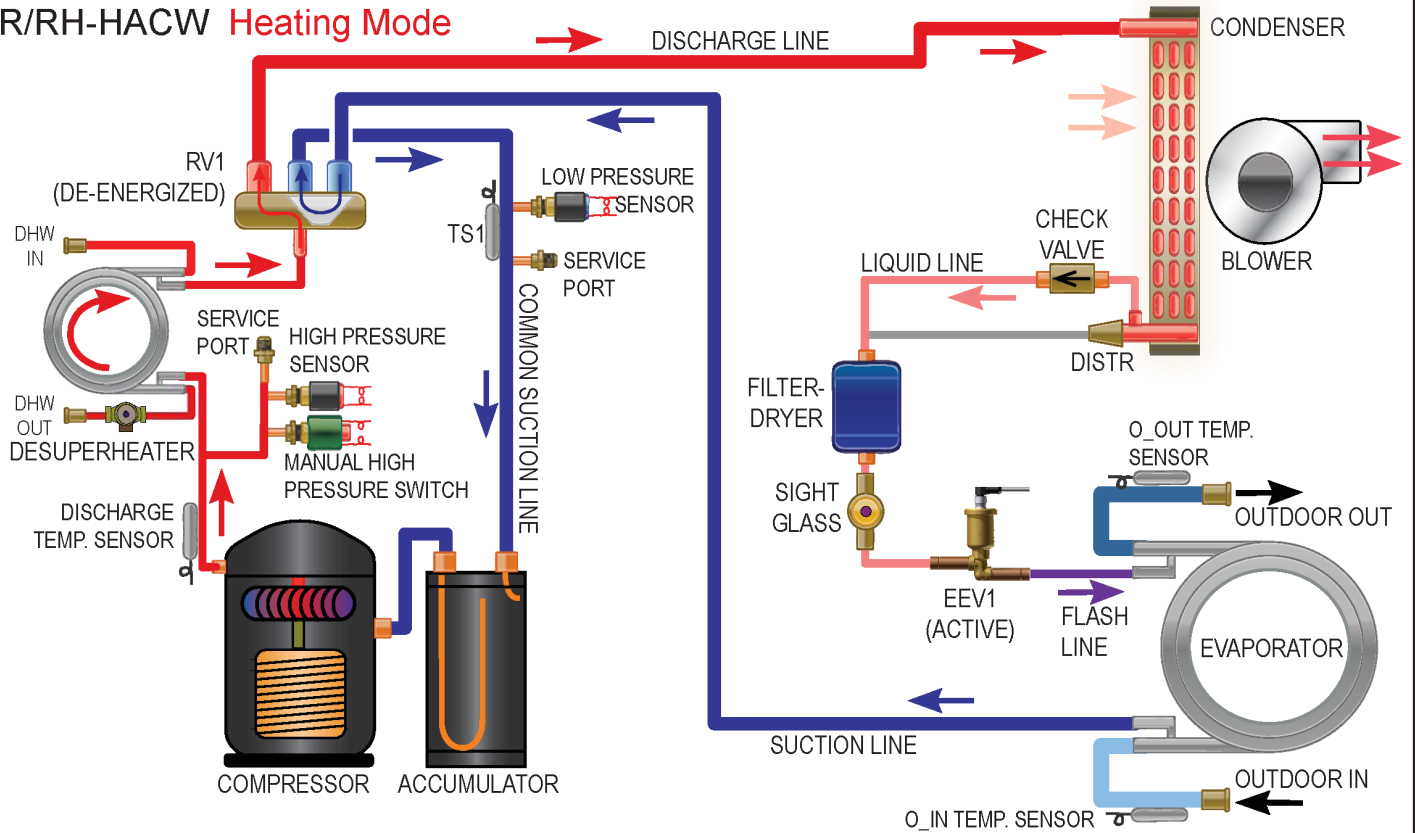 R/RH-HACW Heating Mode
DISCHARGE LINE
CONDENSER
RV1
(DE-ENERGIZED)
LOW PRESSURE
SENSOR
TS1
SERVICE
PORT
DHW
IN
CHECK
VALVE
BLOWER
LIQUID LINE
DISTR
SERVICE
PORT
HIGH PRESSURE
SENSOR
COMMON SUCTION LINE
FILTER-
DRYER
DHW
OUT
DESUPERHEATER
MANUAL HIGH
PRESSURE SWITCH
O_OUT TEMP.
SENSOR
SIGHT
GLASS
OUTDOOR OUT
DISCHARGE
TEMP. SENSOR
EEV1
(ACTIVE)
FLASH
LINE
EVAPORATOR
SUCTION LINE
COMPRESSOR
ACCUMULATOR
OUTDOOR IN
O_IN TEMP. SENSOR